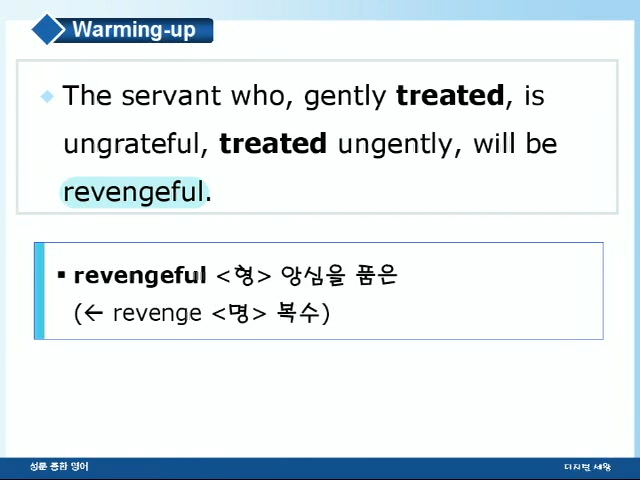 Warming-up
The servant who, gently treated, is
ungrateful, treated ungently, will be
revengeful.
▪ revengeful <형> 앙심을 품은
(← revenge <명> 복수)
성문 종합 영어
디지털 세왕